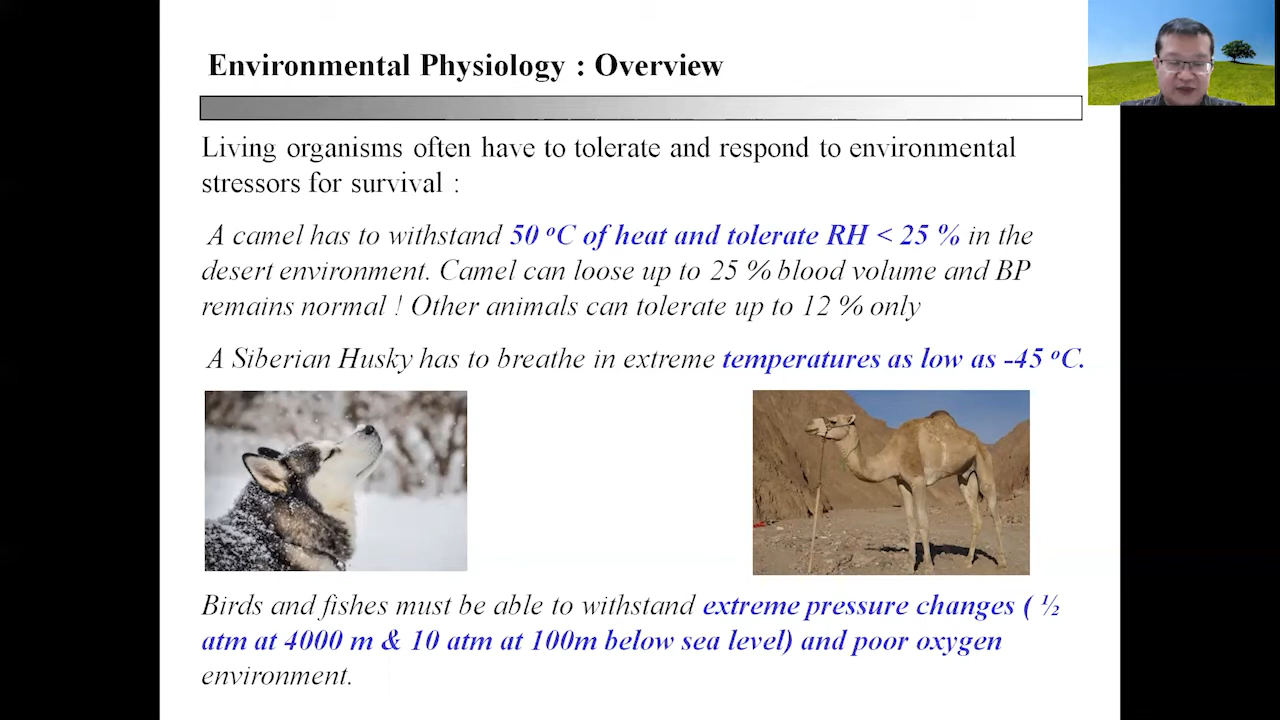 Environmental Physiology : Overview
Living organisms often have to tolerate and respond to environmental
stressors for survival :
A camel has to withstand 50 ºC of heat and tolerate RH < 25 % in the
desert environment. Camel can loose up to 25 % blood volume and BP
remains normal ! Other animals can tolerate up to 12 % only
A Siberian Husky has to breathe in extreme temperatures as low as -45 ºC.
Birds and fishes must be able to withstand extreme pressure changes ( ½
atm at 4000 m & 10 atm at 100m below sea level) and poor oxygen
environment.